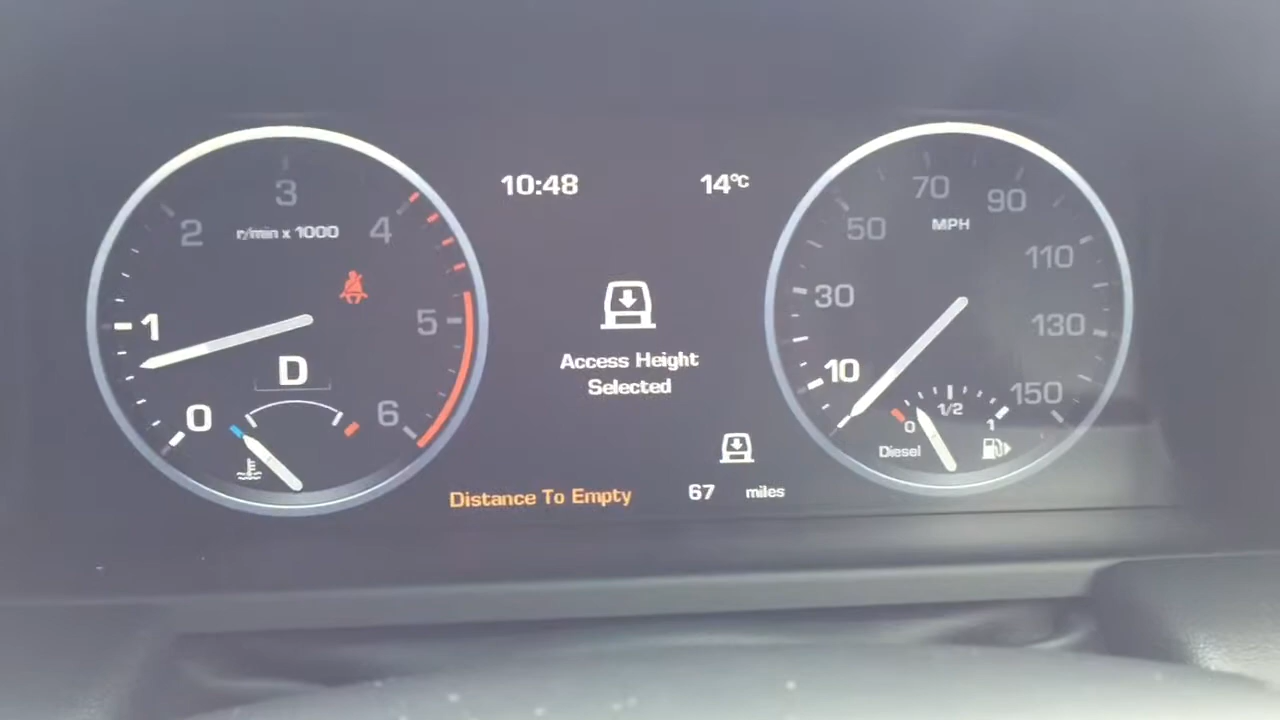 10:48
14°C
3
2
4
r/min x 1000
1
5
D
0
6
70
90
50
MPH
110
30
130
10
150
1/2
0
1
Diesel
Access Height
Selected
Distance To Empty 67 miles